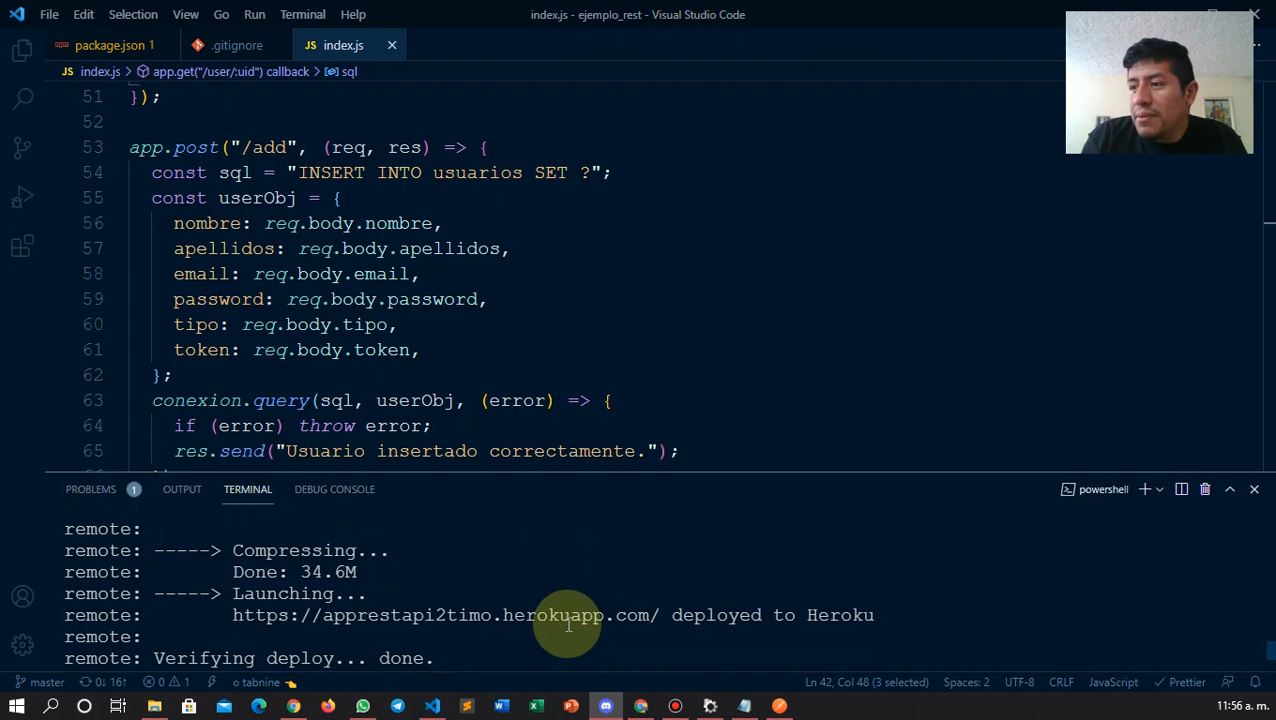 File Edit Selection View Go Run Terminal Help index.js - ejemplo_rest - Visual Studio Code
package.json 1 .gitignore JS index.js
JS index.js > app.get("/user/:uid") callback > sql
51 });
52
53 app.post("/add", (req, res) => {
54 const sql = "INSERT INTO usuarios SET ?";
55 const userObj = {
56 nombre: req.body.nombre,
57 apellidos: req.body.apellidos,
58 email: req.body.email,
59 password: req.body.password,
60 tipo: req.body.tipo,
61 token: req.body.token,
62 };
63 conexion.query(sql, userObj, (error) => {
64 if (error) throw error;
65 res.send("Usuario insertado correctamente.");
PROBLEMS 1 OUTPUT TERMINAL DEBUG CONSOLE powershell
remote:
remote: -----> Compressing...
remote: Done: 34.6M
remote: -----> Launching...
remote: https://apprestapi2timo.herokuapp.com/ deployed to Heroku
remote:
remote: Verifying deploy... done.
master 0↓ 16↑ 0 1 tabnine Ln 42, Col 48 (3 selected) Spaces: 2 UTF-8 CRLF JavaScript Prettier
11:56 a. m.